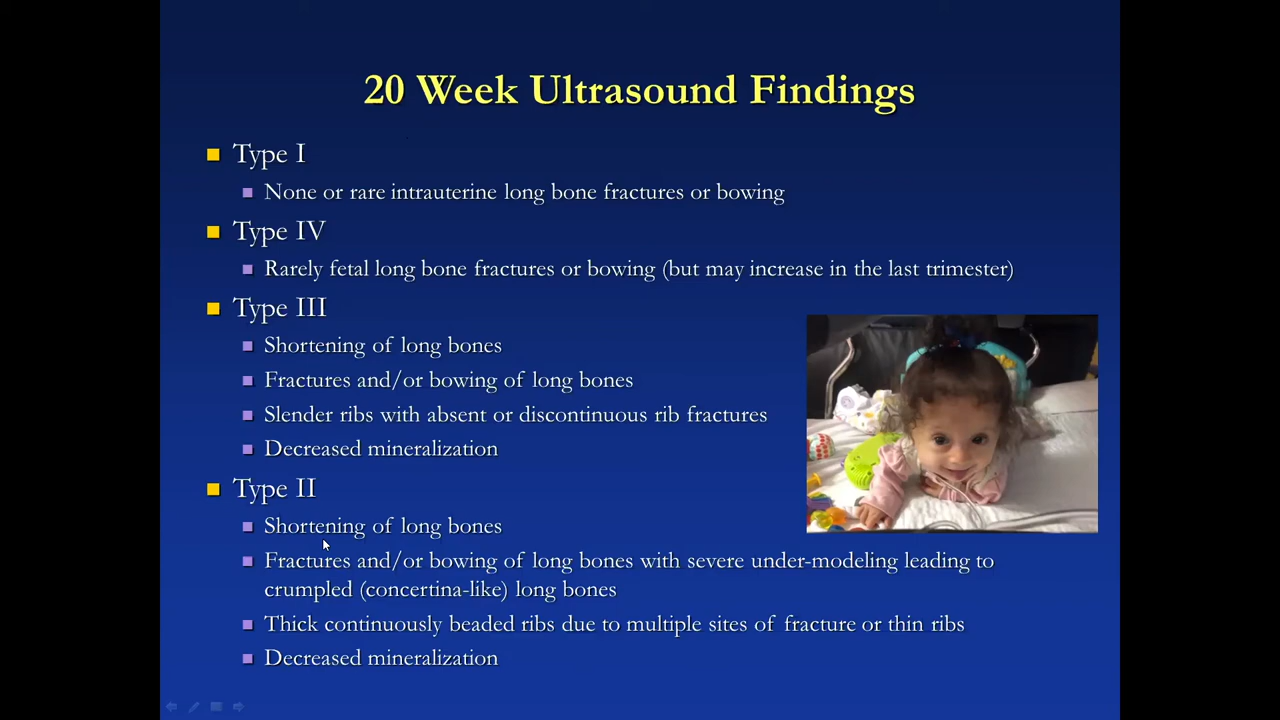 20 Week Ultrasound Findings
Type I
None or rare intrauterine long bone fractures or bowing
Type IV
Rarely fetal long bone fractures or bowing (but may increase in the last trimester)
Type III
Shortening of long bones
Fractures and/or bowing of long bones
Slender ribs with absent or discontinuous rib fractures
Decreased mineralization
Type II
Shortening of long bones
Fractures and/or bowing of long bones with severe under-modeling leading to
crumpled (concertina-like) long bones
Thick continuously beaded ribs due to multiple sites of fracture or thin ribs
Decreased mineralization